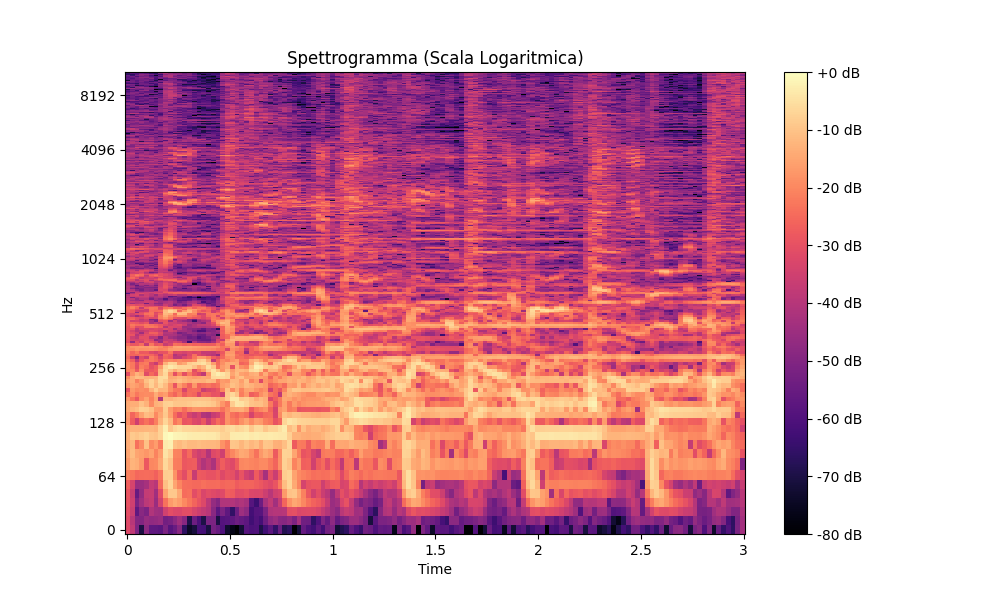 Spettrogramma (Scala Logaritmica)
Hz
8192
4096
2048
1024
512
256
128
64
0
0 0.5 1 1.5 2 2.5 3
Time
+0 dB
-10 dB
-20 dB
-30 dB
-40 dB
-50 dB
-60 dB
-70 dB
-80 dB